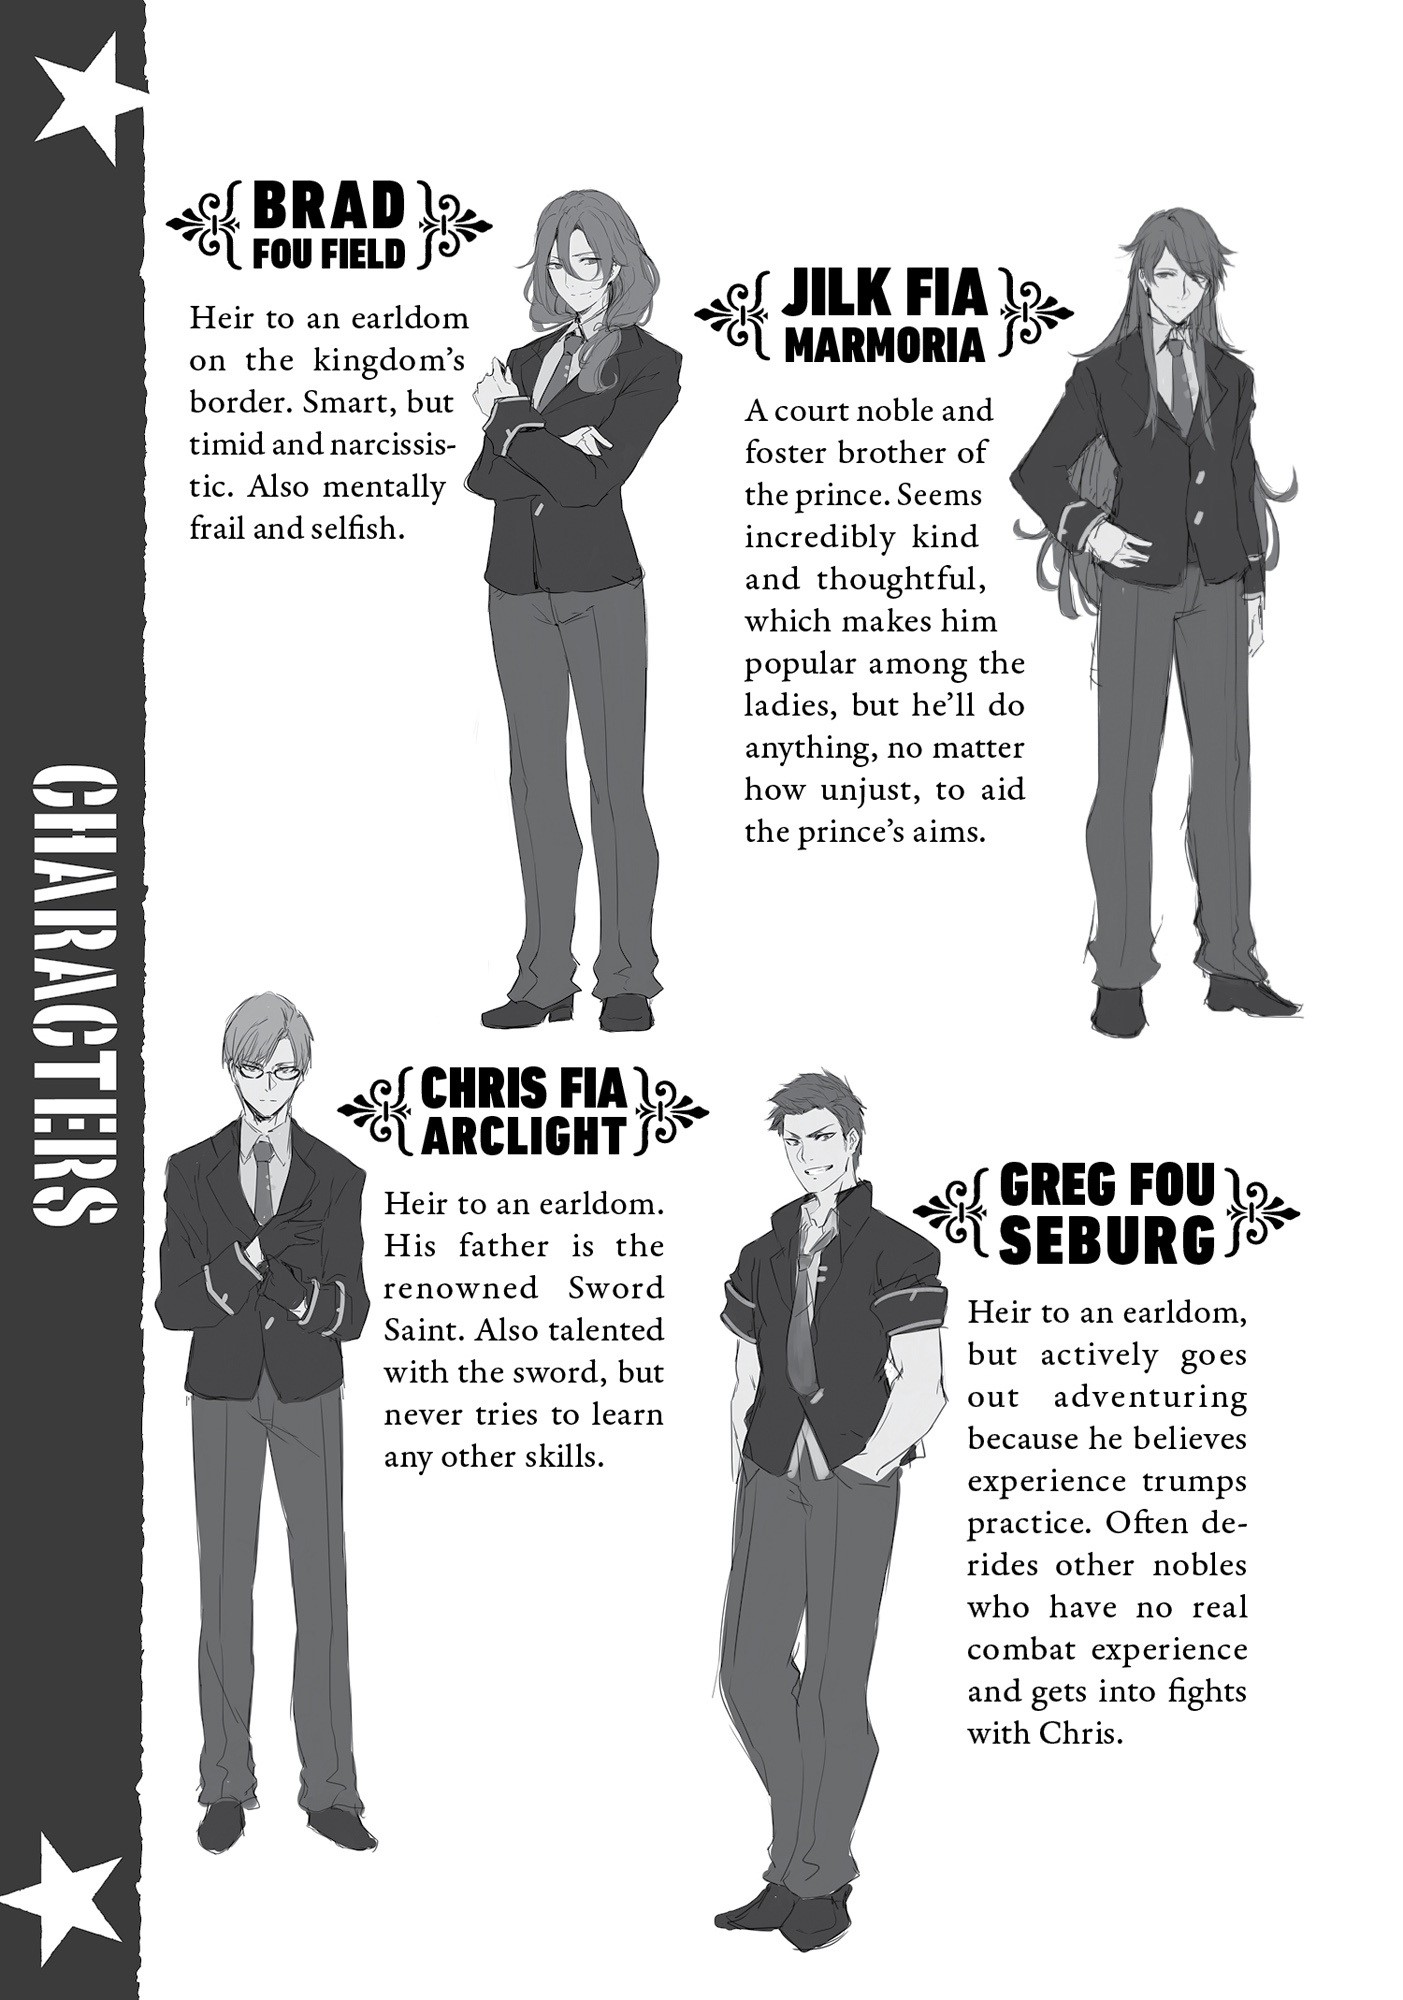 CHARACTERS
BRAD
FOU FIELD
Heir to an earldom
on the kingdom’s
border. Smart, but
timid and narcissis-
tic. Also mentally
frail and selfish.
JILK FIA
MARMORIA
A court noble and
foster brother of
the prince. Seems
incredibly kind
and thoughtful,
which makes him
popular among the
ladies, but he’ll do
anything, no matter
how unjust, to aid
the prince’s aims.
CHRIS FIA
ARCLIGHT
Heir to an earldom.
His father is the
renowned Sword
Saint. Also talented
with the sword, but
never tries to learn
any other skills.
GREG FOU
SEBURG
Heir to an earldom,
but actively goes
out adventuring
because he believes
experience trumps
practice. Often de-
rides other nobles
who have no real
combat experience
and gets into fights
with Chris.